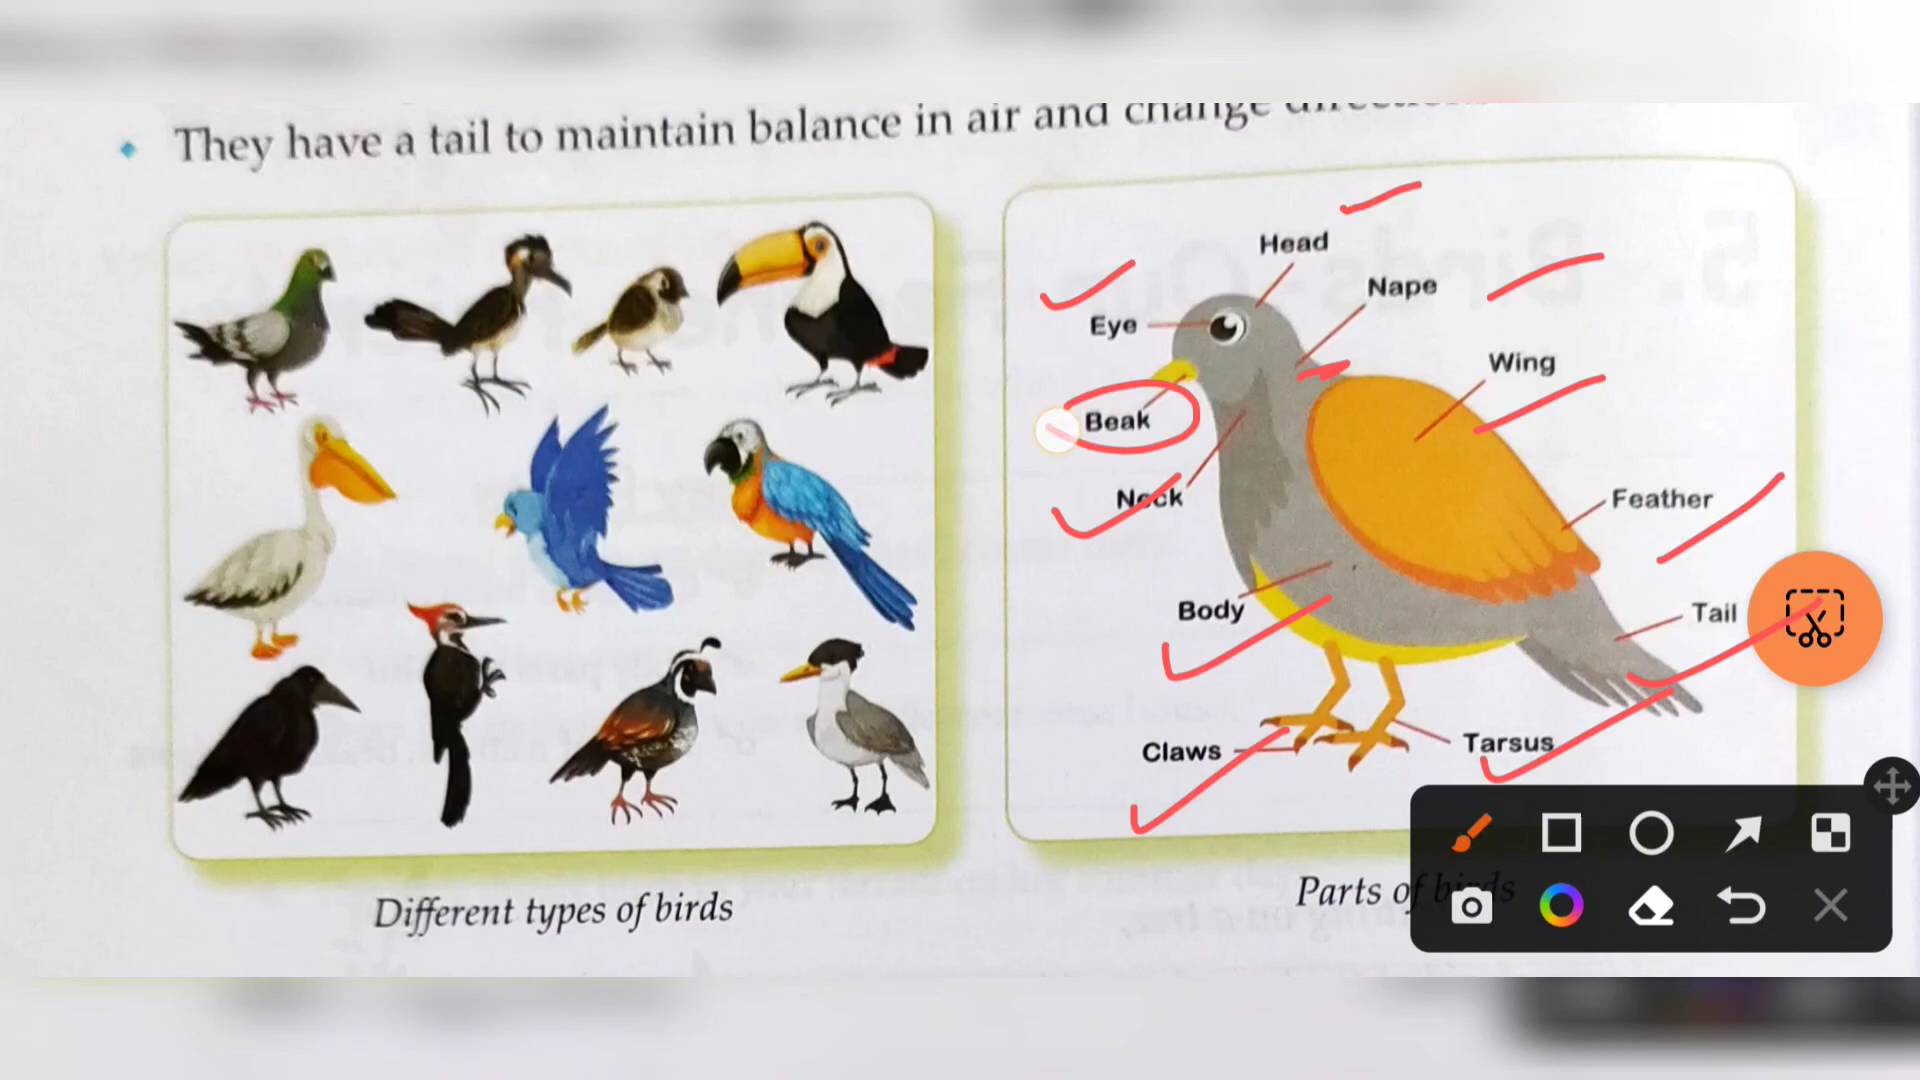 They have a tail to maintain balance in air and change
Head
Nape
Eye
Wing
Beak
Neck
Feather
Body
Tail
Claws
Tarsus
Different types of birds
Parts of birds